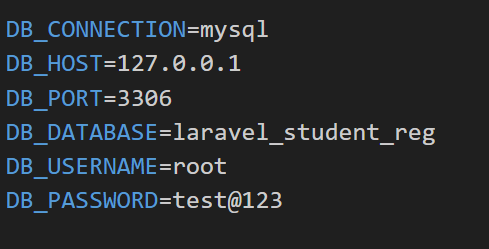 DB_CONNECTION=mysql
DB_HOST=127.0.0.1
DB_PORT=3306
DB_DATABASE=laravel_student_reg
DB_USERNAME=root
DB_PASSWORD=test@123